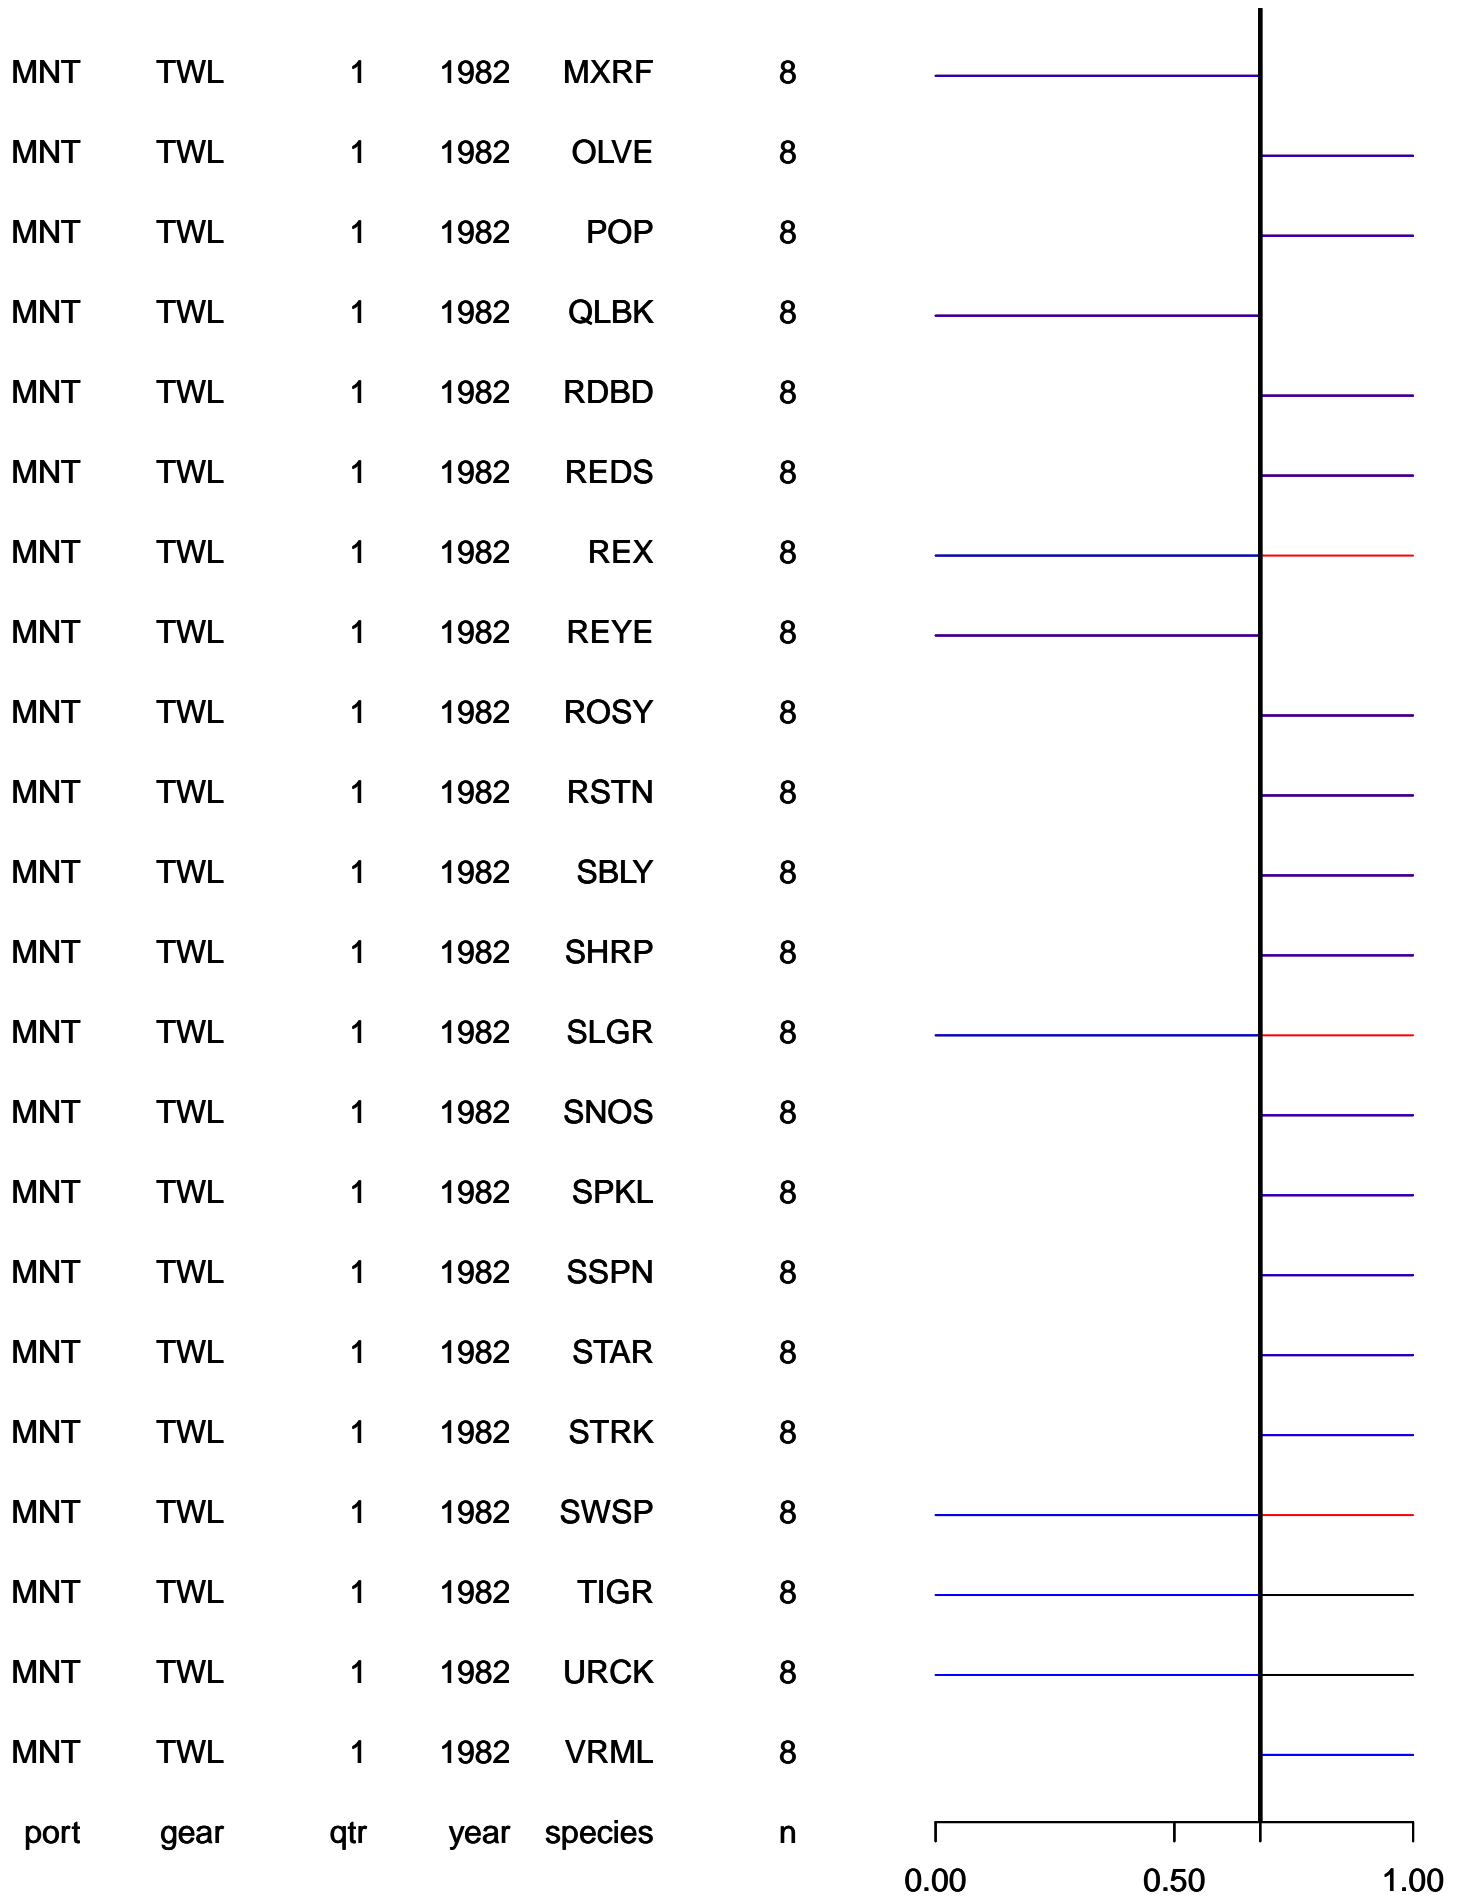 MNT TWL 1 1982 MXRF 8
MNT TWL 1 1982 OLVE 8
MNT TWL 1 1982 POP 8
MNT TWL 1 1982 QLBK 8
MNT TWL 1 1982 RDBD 8
MNT TWL 1 1982 REDS 8
MNT TWL 1 1982 REX 8
MNT TWL 1 1982 REYE 8
MNT TWL 1 1982 ROSY 8
MNT TWL 1 1982 RSTN 8
MNT TWL 1 1982 SBLY 8
MNT TWL 1 1982 SHRP 8
MNT TWL 1 1982 SLGR 8
MNT TWL 1 1982 SNOS 8
MNT TWL 1 1982 SPKL 8
MNT TWL 1 1982 SSPN 8
MNT TWL 1 1982 STAR 8
MNT TWL 1 1982 STRK 8
MNT TWL 1 1982 SWSP 8
MNT TWL 1 1982 TIGR 8
MNT TWL 1 1982 URCK 8
MNT TWL 1 1982 VRML 8
port gear qtr year species n
0.00 0.50 1.00